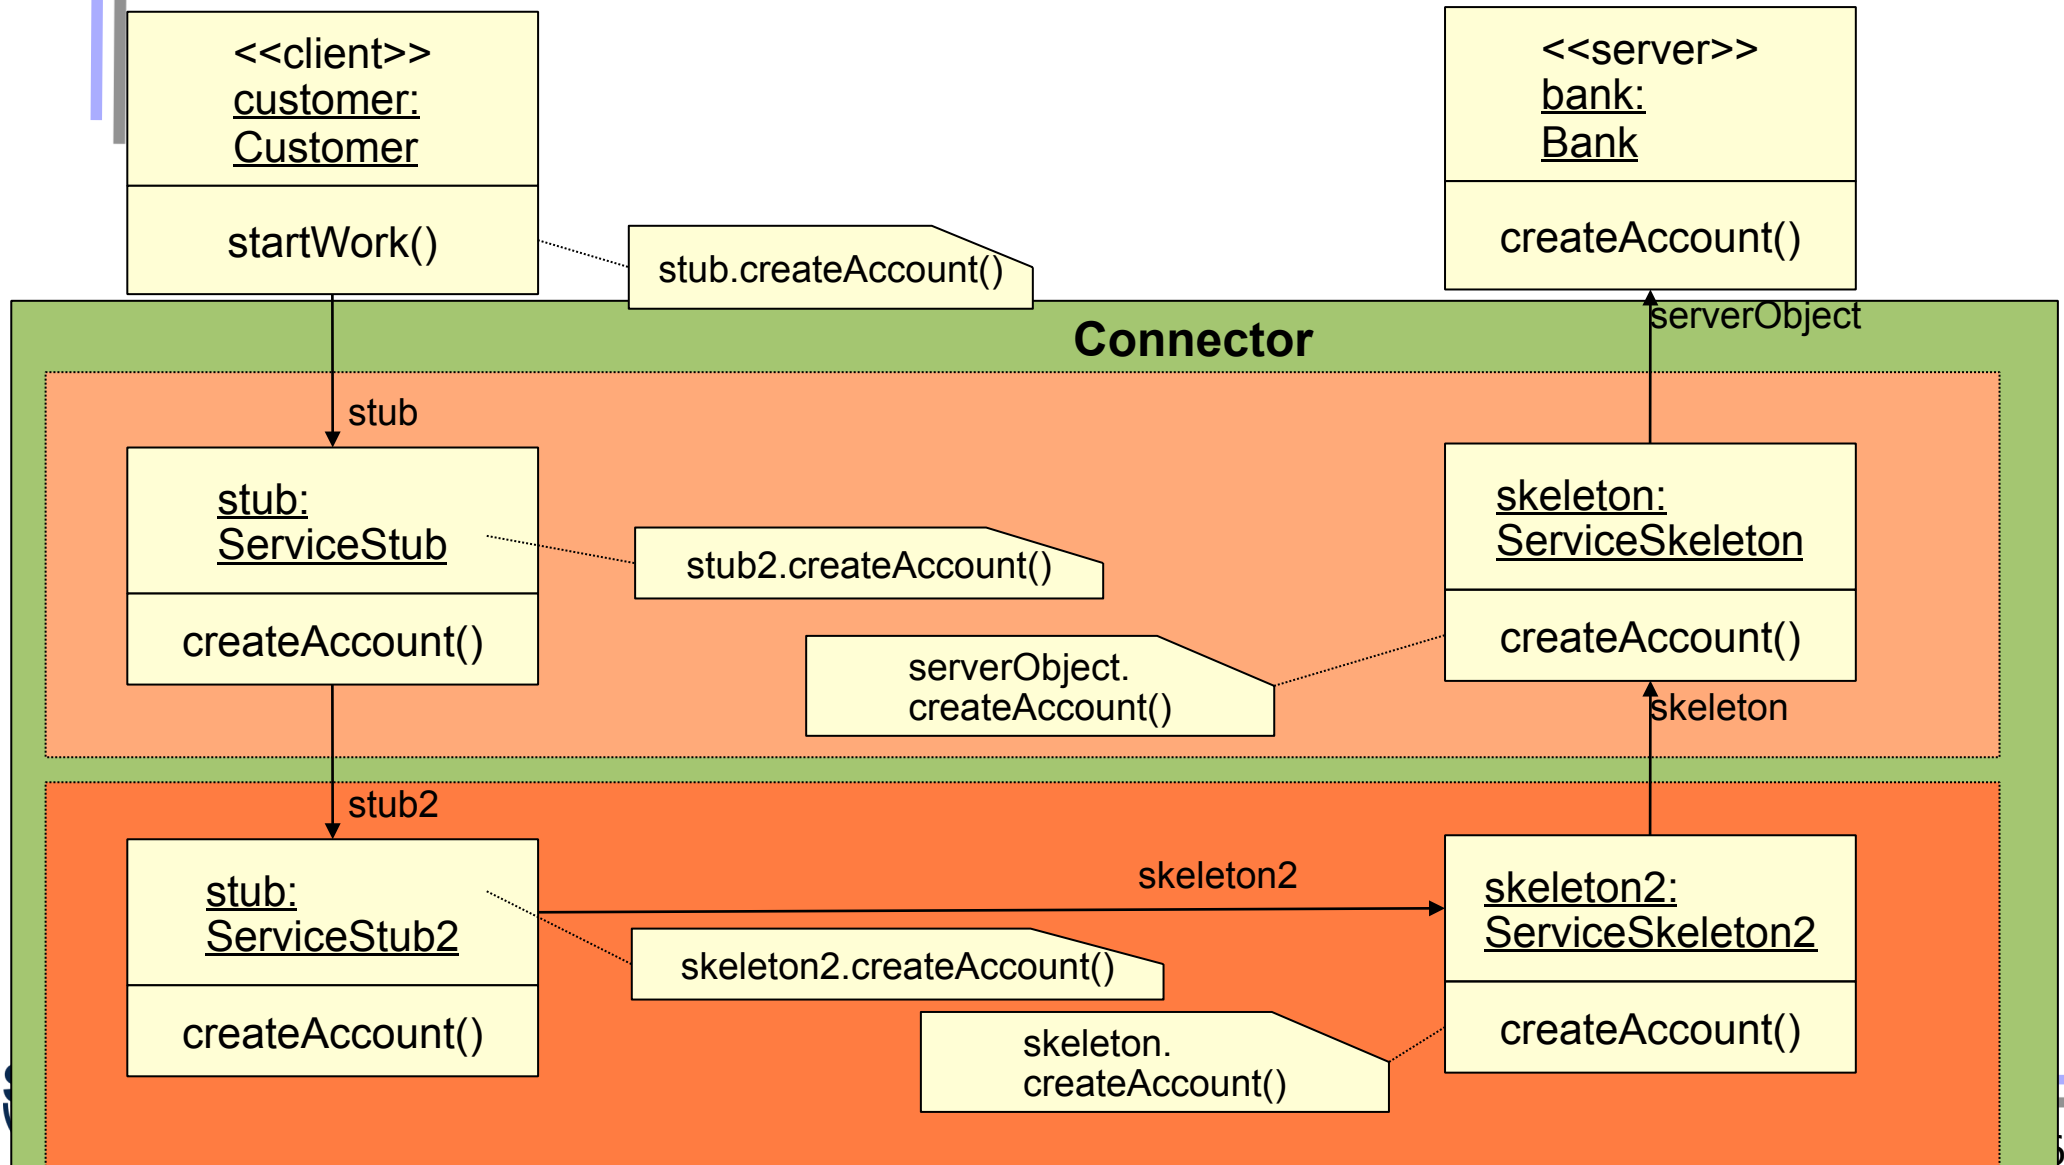 <<client>>
customer:
Customer
startWork()
stub.createAccount()
<<server>>
bank:
Bank
createAccount()
serverObject
Connector
stub
stub:
ServiceStub
createAccount()
stub2.createAccount()
skeleton:
ServiceSkeleton
createAccount()
serverObject.
createAccount()
skeleton
stub2
stub:
ServiceStub2
createAccount()
skeleton2
skeleton2.createAccount()
skeleton2:
ServiceSkeleton2
createAccount()
skeleton.
createAccount()